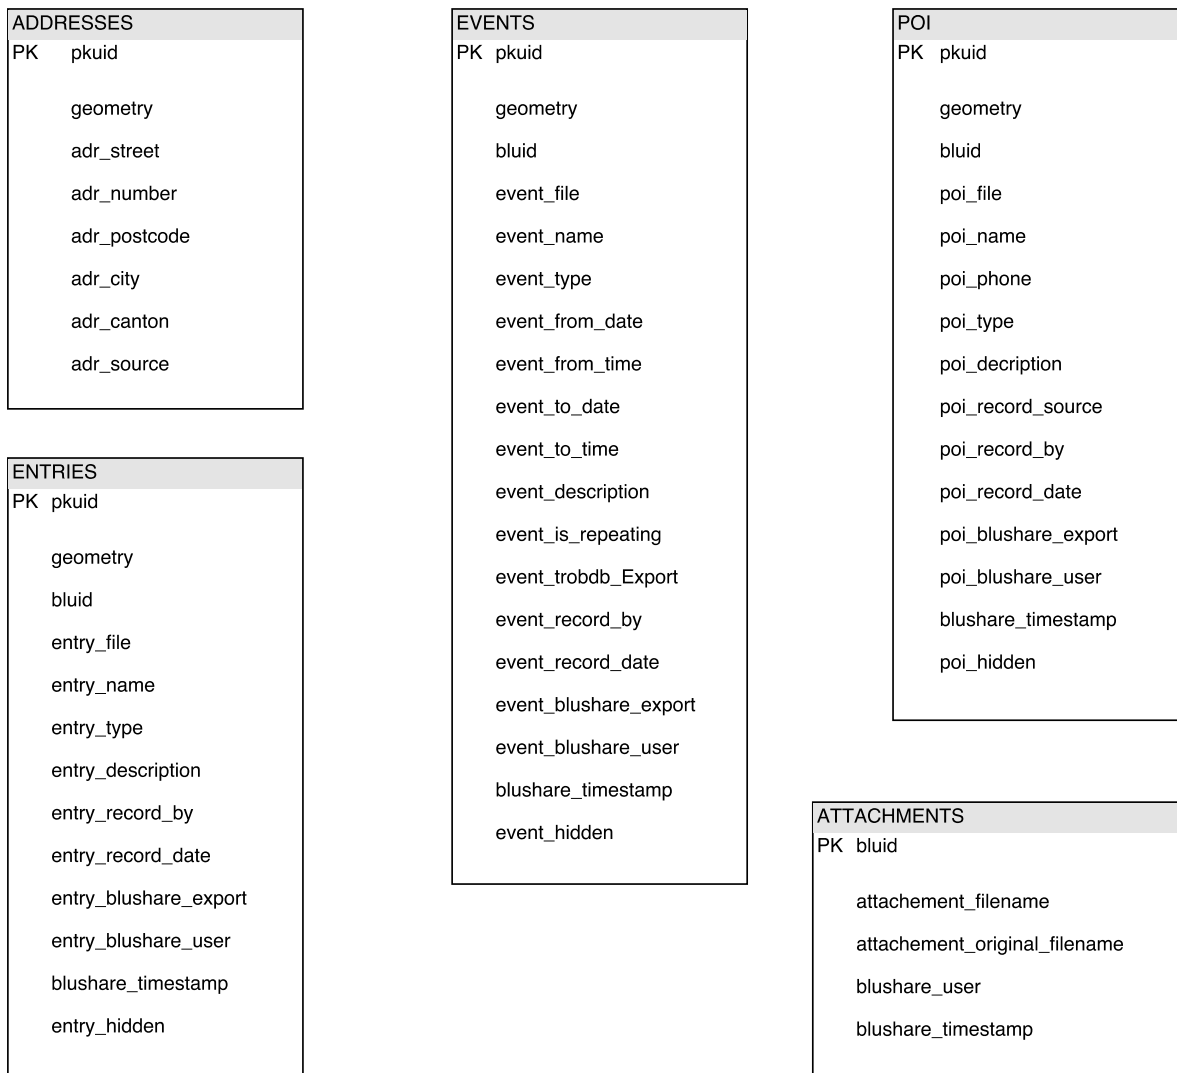 ADDRESSES
PK pkuid
geometry
adr_street
adr_number
adr_postcode
adr_city
adr_canton
adr_source
ENTRIES
PK pkuid
geometry
bluid
entry_file
entry_name
entry_type
entry_description
entry_record_by
entry_record_date
entry_blushare_export
entry_blushare_user
blushare_timestamp
entry_hidden
EVENTS
PK pkuid
geometry
bluid
event_file
event_name
event_type
event_from_date
event_from_time
event_to_date
event_to_time
event_description
event_is_repeating
event_trobdb_Export
event_record_by
event_record_date
event_blushare_export
event_blushare_user
blushare_timestamp
event_hidden
POI
PK pkuid
geometry
bluid
poi_file
poi_name
poi_phone
poi_type
poi_decription
poi_record_source
poi_record_by
poi_record_date
poi_blushare_export
poi_blushare_user
blushare_timestamp
poi_hidden
ATTACHMENTS
PK bluid
attachement_filename
attachement_original_filename
blushare_user
blushare_timestamp